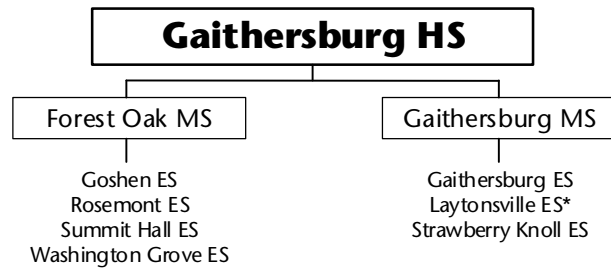 Gaithersburg HS
Forest Oak MS
Goshen ES
Rosemont ES
Summit Hall ES
Washington Grove ES
Gaithersburg MS
Gaithersburg ES
Laytonsville ES*
Strawberry Knoll ES